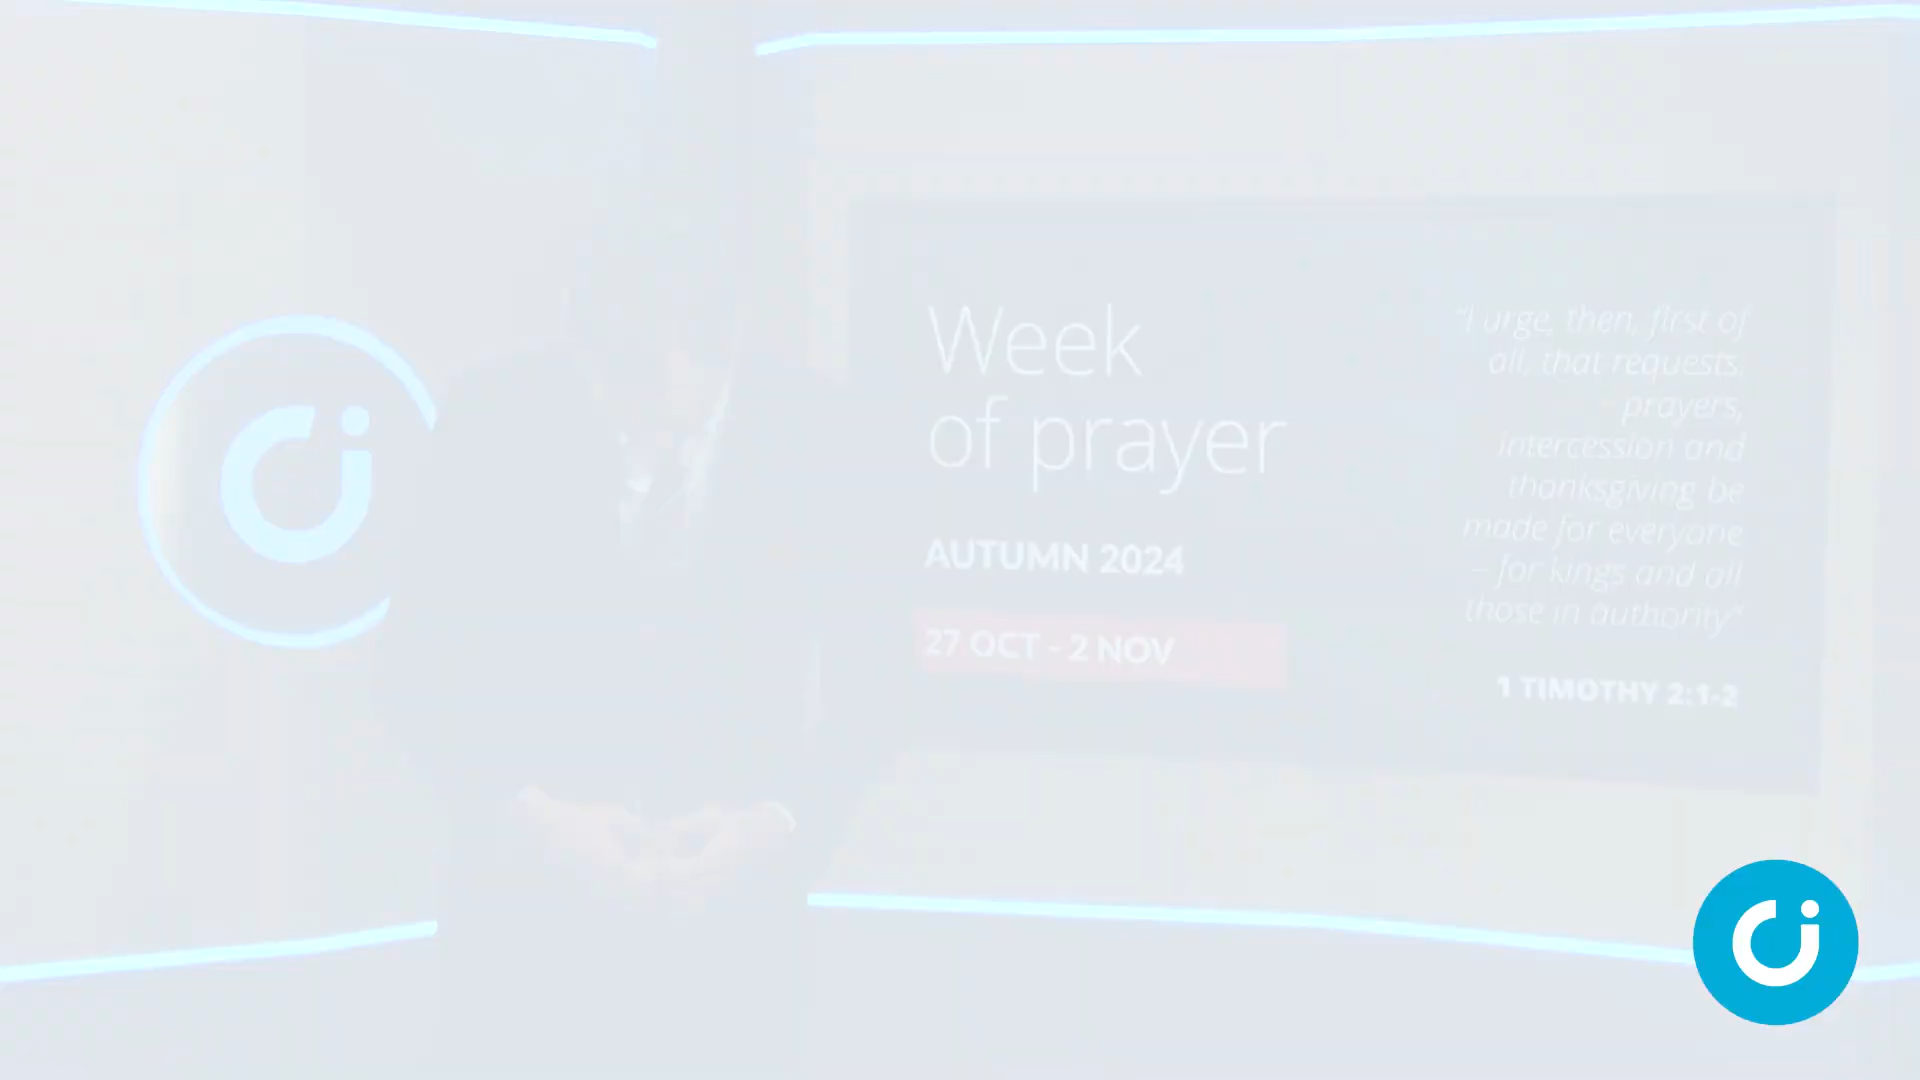 Week
of prayer
AUTUMN 2024
27 OCT - 2 NOV
"I urge, then, first of
all, that requests,
prayers,
intercession and
thanksgiving be
made for everyone
– for kings and all
those in authority"
1 TIMOTHY 2:1-2